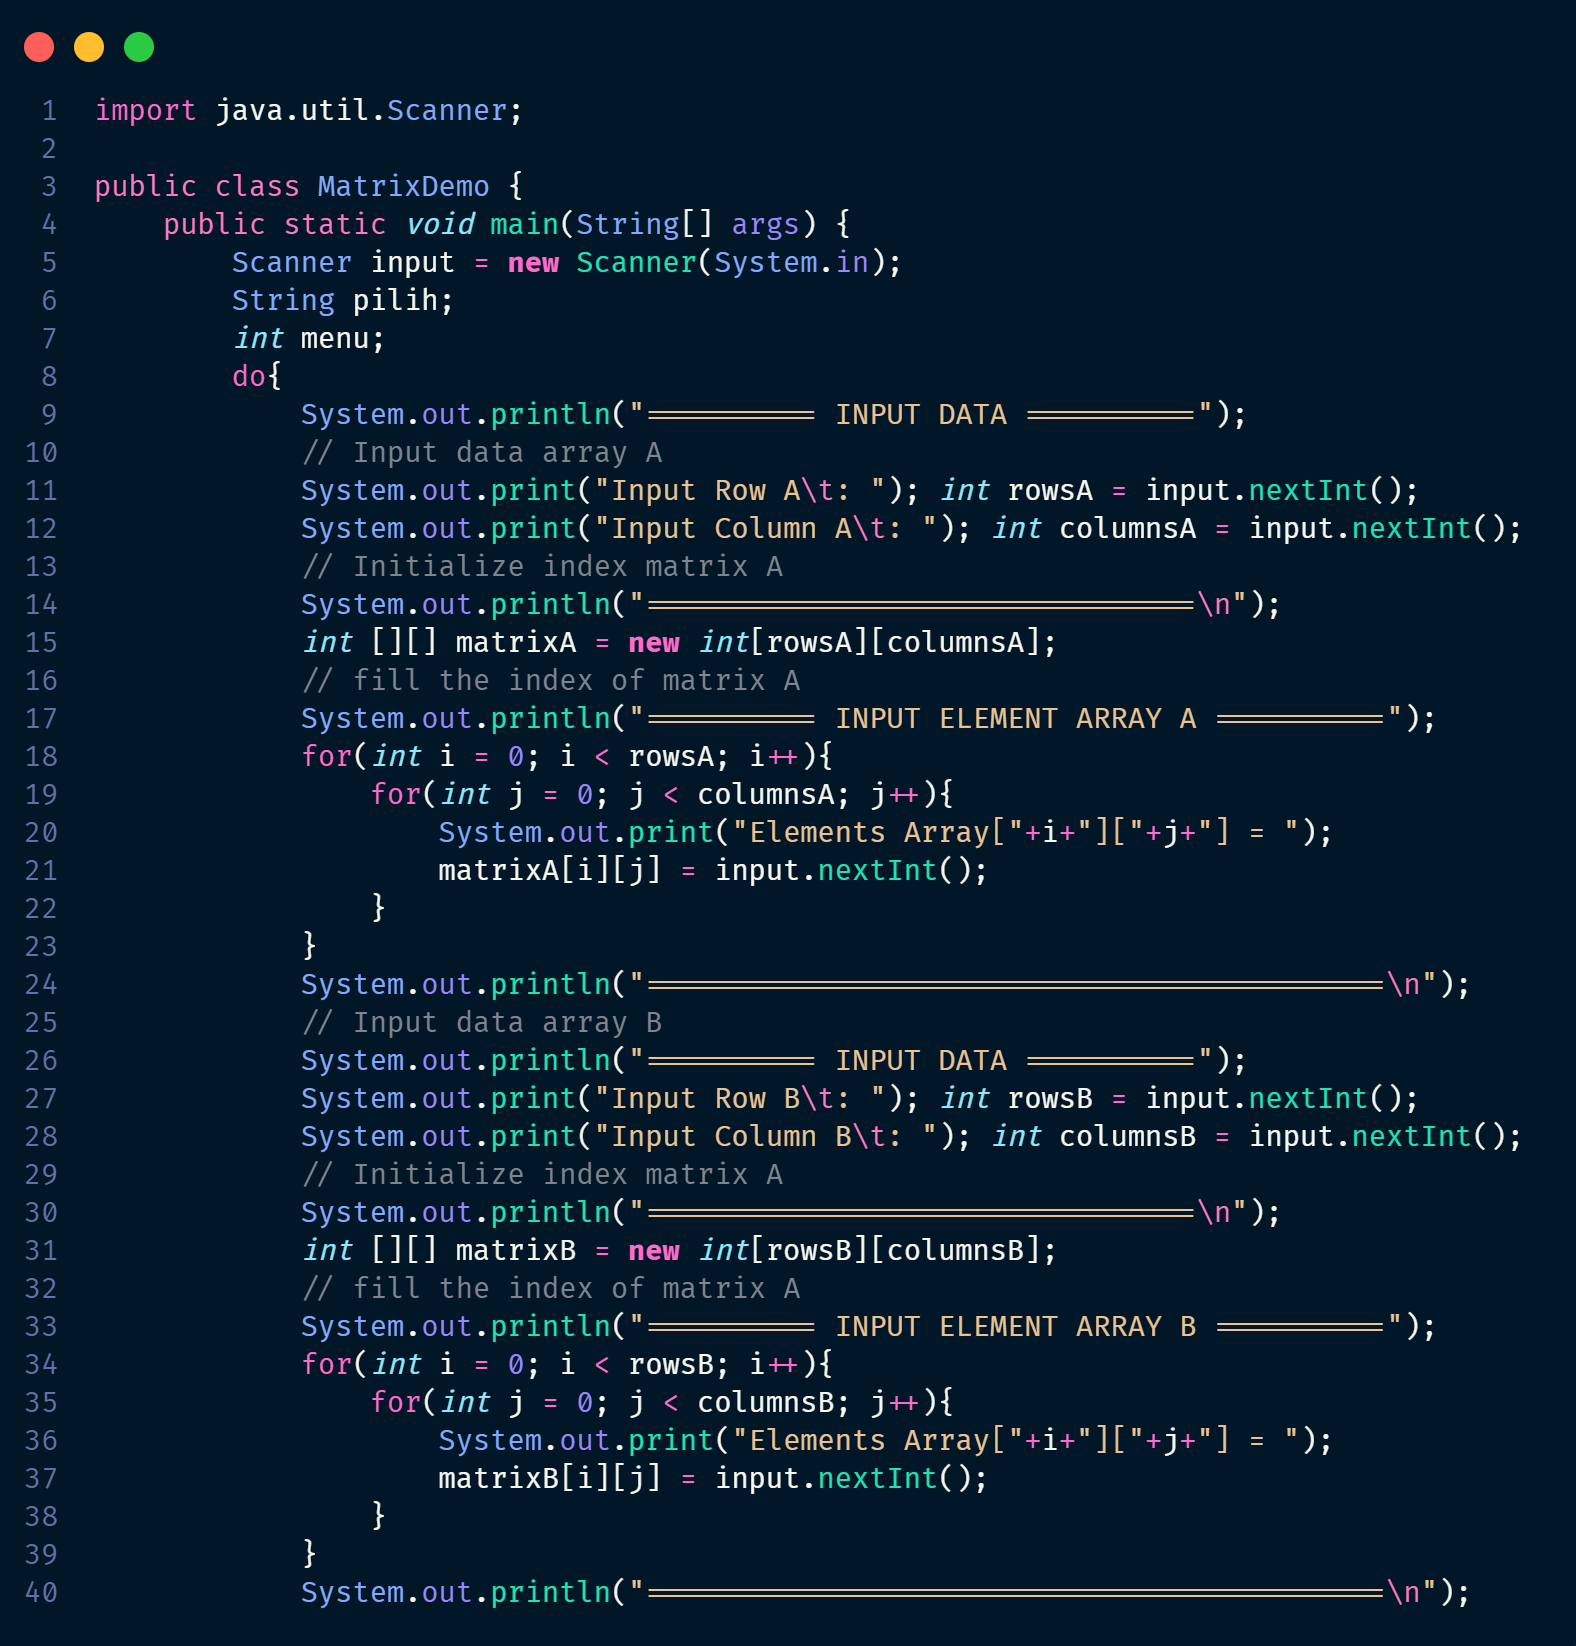 1 import java.util.Scanner;
2
3 public class MatrixDemo {
4     public static void main(String[] args) {
5         Scanner input = new Scanner(System.in);
6         String pilih;
7         int menu;
8         do{
9             System.out.println("========== INPUT DATA ==========");
10             // Input data array A
11             System.out.print("Input Row A\t: "); int rowsA = input.nextInt();
12             System.out.print("Input Column A\t: "); int columnsA = input.nextInt();
13             // Initialize index matrix A
14             System.out.println("================================\n");
15             int [][] matrixA = new int[rowsA][columnsA];
16             // fill the index of matrix A
17             System.out.println("========== INPUT ELEMENT ARRAY A ==========");
18             for(int i = 0; i < rowsA; i++){
19                 for(int j = 0; j < columnsA; j++){
20                     System.out.print("Elements Array["+i+"]["+j+"] = ");
21                     matrixA[i][j] = input.nextInt();
22                 }
23             }
24             System.out.println("===========================================\n");
25             // Input data array B
26             System.out.println("========== INPUT DATA ==========");
27             System.out.print("Input Row B\t: "); int rowsB = input.nextInt();
28             System.out.print("Input Column B\t: "); int columnsB = input.nextInt();
29             // Initialize index matrix A
30             System.out.println("================================\n");
31             int [][] matrixB = new int[rowsB][columnsB];
32             // fill the index of matrix A
33             System.out.println("========== INPUT ELEMENT ARRAY B ==========");
34             for(int i = 0; i < rowsB; i++){
35                 for(int j = 0; j < columnsB; j++){
36                     System.out.print("Elements Array["+i+"]["+j+"] = ");
37                     matrixB[i][j] = input.nextInt();
38                 }
39             }
40             System.out.println("===========================================\n");